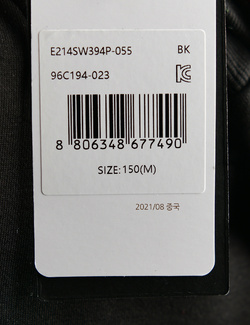 E214SW394P-055 BK
96C194-023
8 806348 677490
SIZE:150(M)
2021/08 중국